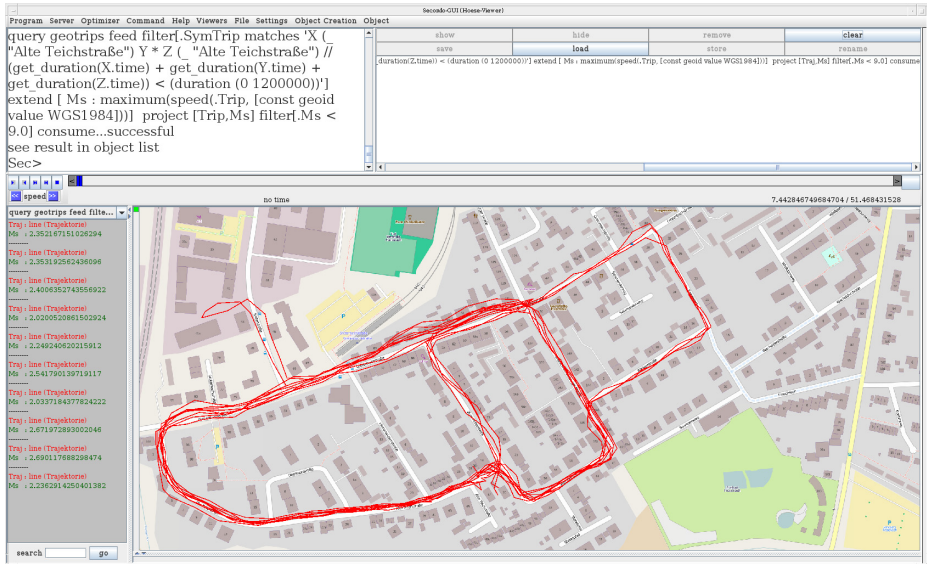 Secondo-GUI (Hoese-Viewer)
Program Server Optimizer Command Help Viewers File Settings Object Creation Object
query geotrips feed filter[.SymTrip matches 'X (_
"Alte Teichstraße") Y * Z (_ "Alte Teichstraße") //
(get_duration(X.time) + get_duration(Y.time) +
get_duration(Z.time)) < (duration (0 1200000))']
extend [ Ms : maximum(speed(.Trip, [const geoid
value WGS1984]))]  project [Trip,Ms] filter[.Ms <
9.0] consume...successful
see result in object list
Sec>
show hide remove clear
save load store rename
_duration(Z.time)) < (duration (0 1200000))'] extend [ Ms : maximum(speed(.Trip, [const geoid value WGS1984]))]  project [Traj,Ms] filter[.Ms < 9.0] consume
<< speed >>
no time
7.442846749684704 / 51.468431528
query geotrips feed filte...
Traj : line (Trajektorie)
Ms : 2.352167151026294
----------
Traj : line (Trajektorie)
Ms : 2.353192562436096
----------
Traj : line (Trajektorie)
Ms : 2.4006352743556922
----------
Traj : line (Trajektorie)
Ms : 2.0200520861502924
----------
Traj : line (Trajektorie)
Ms : 2.249240620215912
----------
Traj : line (Trajektorie)
Ms : 2.541790139719117
----------
Traj : line (Trajektorie)
Ms : 2.0337184377824222
----------
Traj : line (Trajektorie)
Ms : 2.671972893002046
----------
Traj : line (Trajektorie)
Ms : 2.690117688298474
----------
Traj : line (Trajektorie)
Ms : 2.2362914250401382
search go